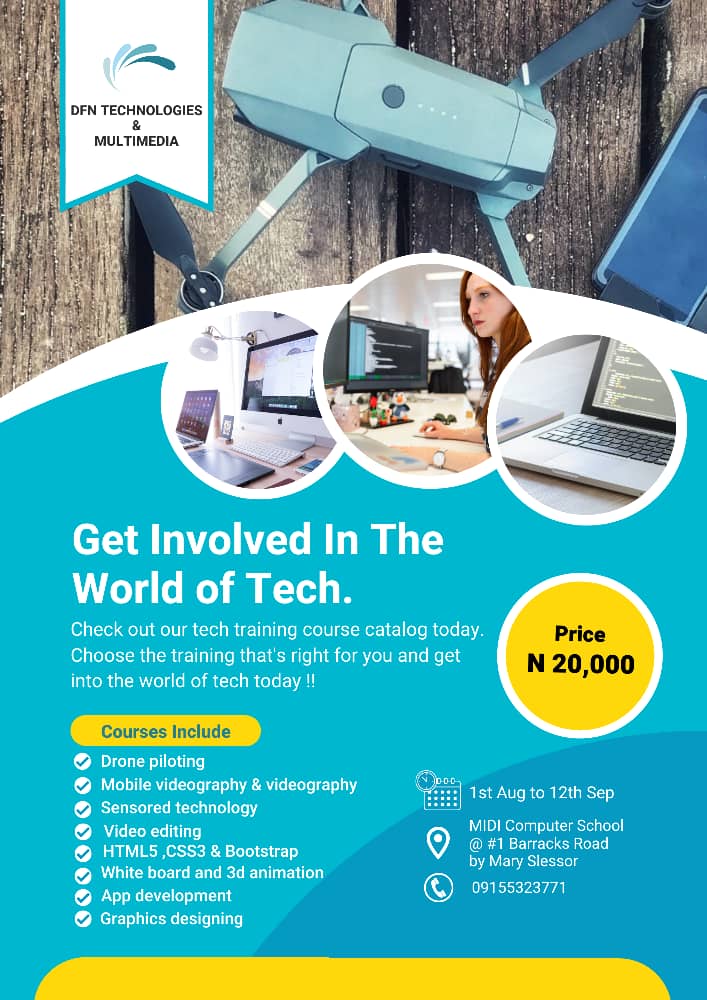 DFN TECHNOLOGIES
&
MULTIMEDIA
Get Involved In The
World of Tech.
Check out our tech training course catalog today.
Choose the training that's right for you and get
into the world of tech today !!
Price
N 20,000
Courses Include
Drone piloting
Mobile videography & videography
Sensored technology
Video editing
HTML5 ,CSS3 & Bootstrap
White board and 3d animation
App development
Graphics designing
1st Aug to 12th Sep
MIDI Computer School
@ #1 Barracks Road
by Mary Slessor
09155323771